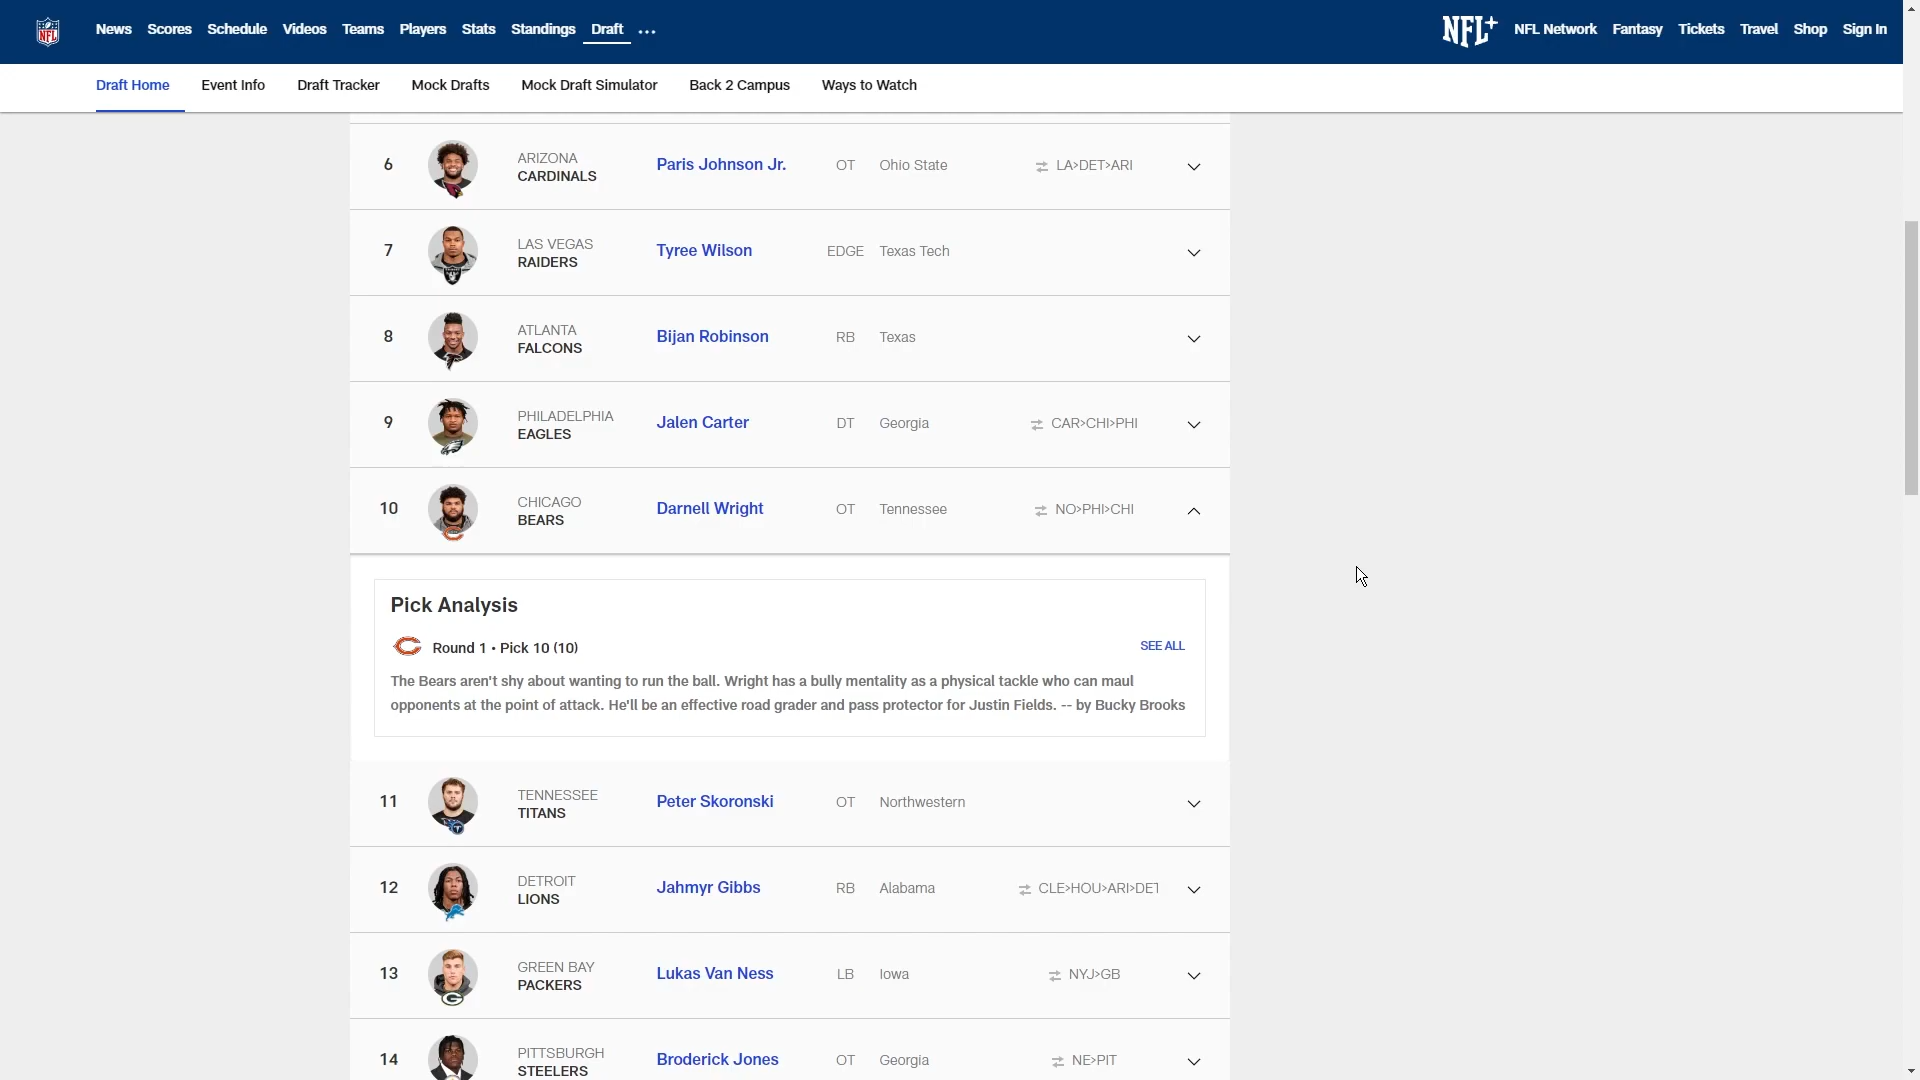 NFL
News
Scores
Schedule
Videos
Teams
Players
Stats
Standings
Draft
...
NFL+
NFL Network
Fantasy
Tickets
Travel
Shop
Sign In
Draft Home
Event Info
Draft Tracker
Mock Drafts
Mock Draft Simulator
Back 2 Campus
Ways to Watch
6
ARIZONA
CARDINALS
Paris Johnson Jr.
OT
Ohio State
LA>DET>ARI
7
LAS VEGAS
RAIDERS
Tyree Wilson
EDGE
Texas Tech
8
ATLANTA
FALCONS
Bijan Robinson
RB
Texas
9
PHILADELPHIA
EAGLES
Jalen Carter
DT
Georgia
CAR>CHI>PHI
10
CHICAGO
BEARS
Darnell Wright
OT
Tennessee
NO>PHI>CHI
Pick Analysis
Round 1 • Pick 10 (10)
SEE ALL
The Bears aren't shy about wanting to run the ball. Wright has a bully mentality as a physical tackle who can maul
opponents at the point of attack. He'll be an effective road grader and pass protector for Justin Fields. -- by Bucky Brooks
11
TENNESSEE
TITANS
Peter Skoronski
OT
Northwestern
12
DETROIT
LIONS
Jahmyr Gibbs
RB
Alabama
CLE>HOU>ARI>DET
13
GREEN BAY
PACKERS
Lukas Van Ness
LB
Iowa
NYJ>GB
14
PITTSBURGH
STEELERS
Broderick Jones
OT
Georgia
NE>PIT